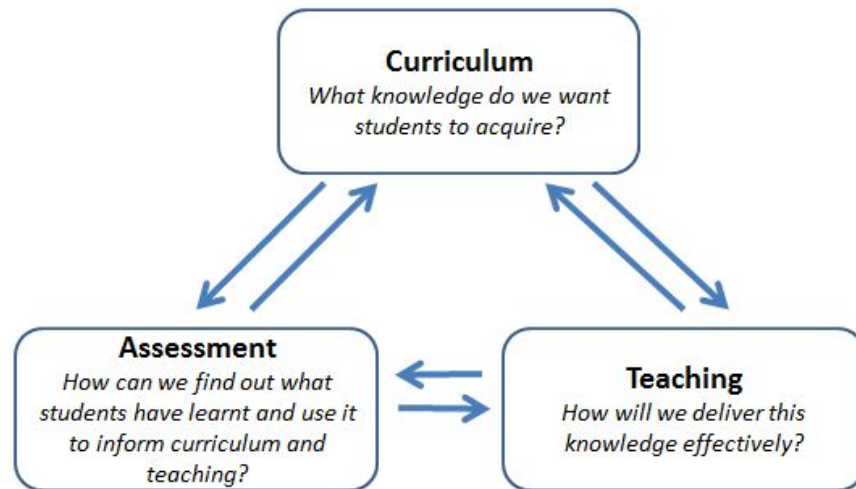 Curriculum
What knowledge do we want
students to acquire?
Assessment
How can we find out what
students have learnt and use it
to inform curriculum and
teaching?
Teaching
How will we deliver this
knowledge effectively?